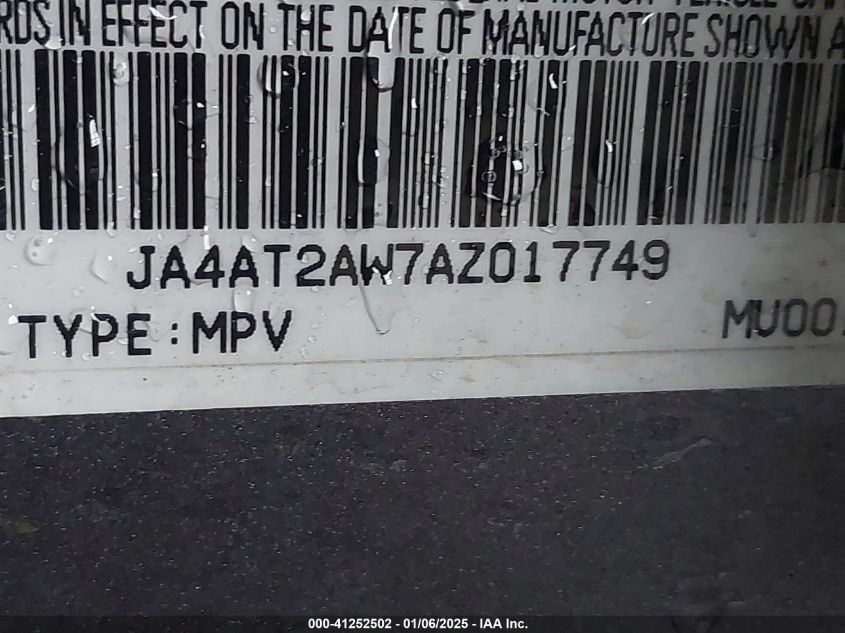 RDS IN EFFECT ON THE DATE OF MANUFACTURE SHOWN A
JA4AT2AW7AZ017749
TYPE : MPV
MU00
000-41252502 - 01/06/2025 - IAA Inc.